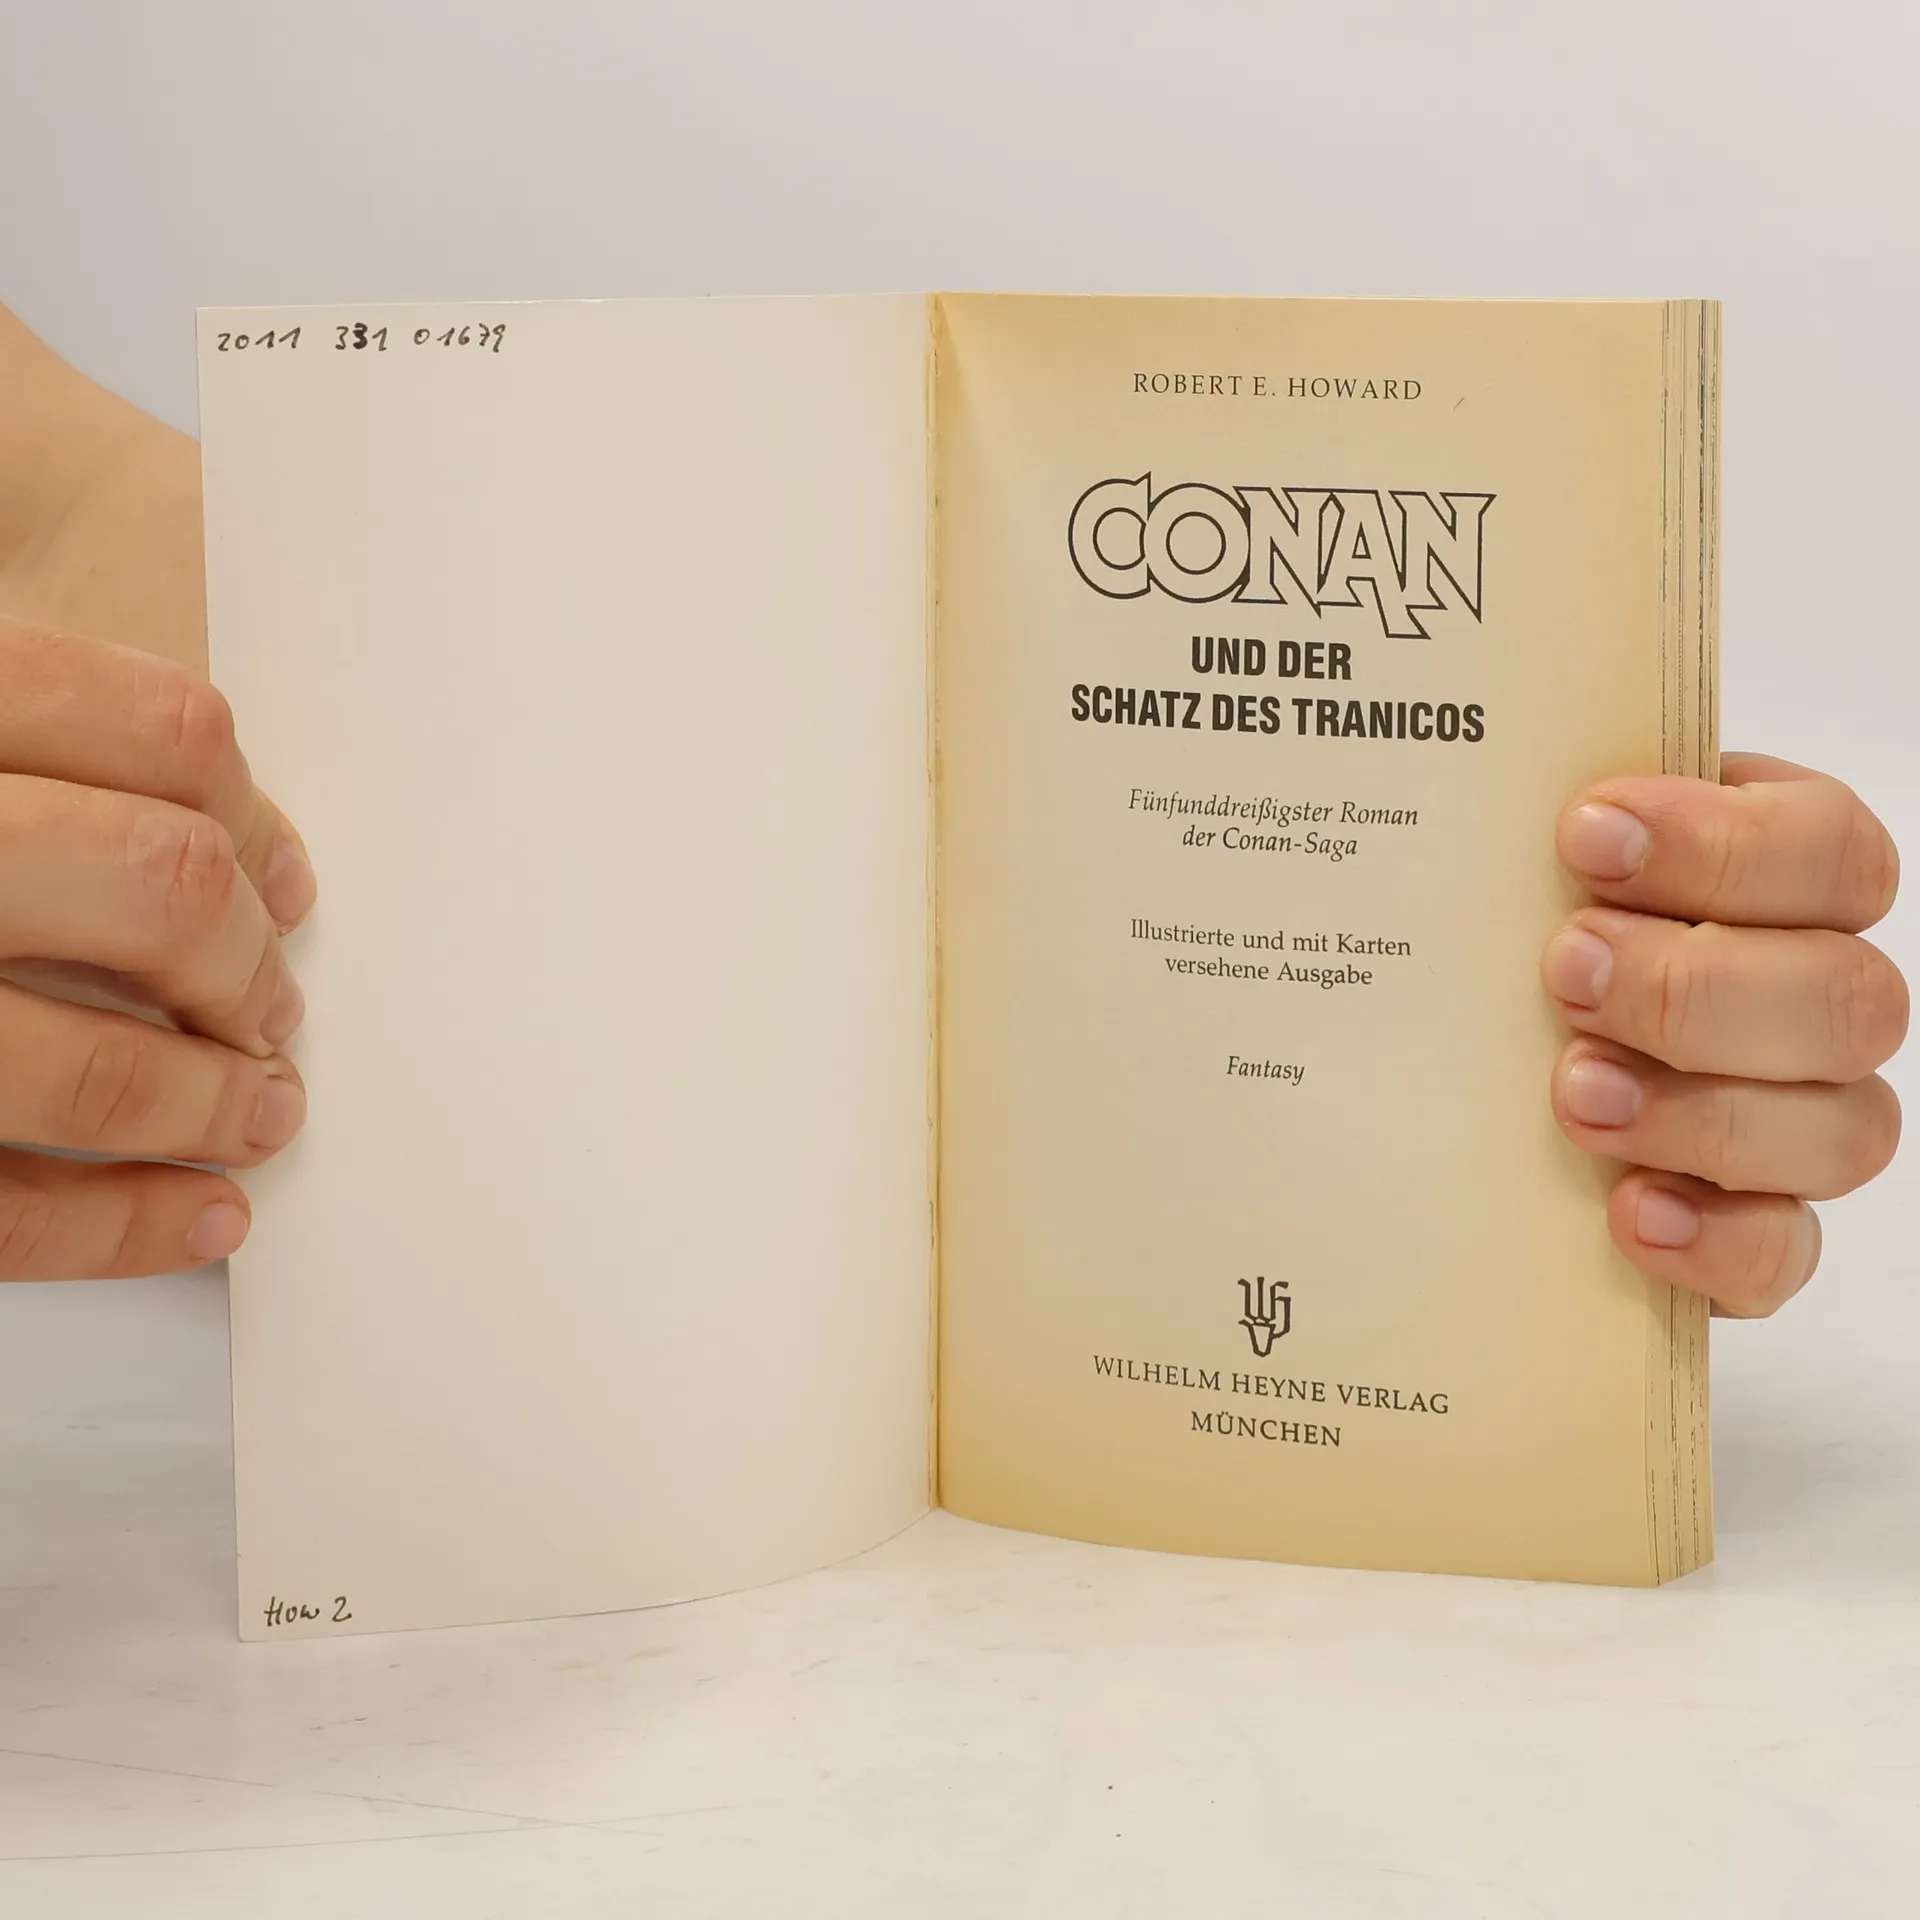 2011 331 01679
How 2
ROBERT E. HOWARD
CONAN
UND DER
SCHATZ DES TRANICOS
Fünfunddreißigster Roman
der Conan-Saga
Illustrierte und mit Karten
versehene Ausgabe
Fantasy
WILHELM HEYNE VERLAG
MÜNCHEN